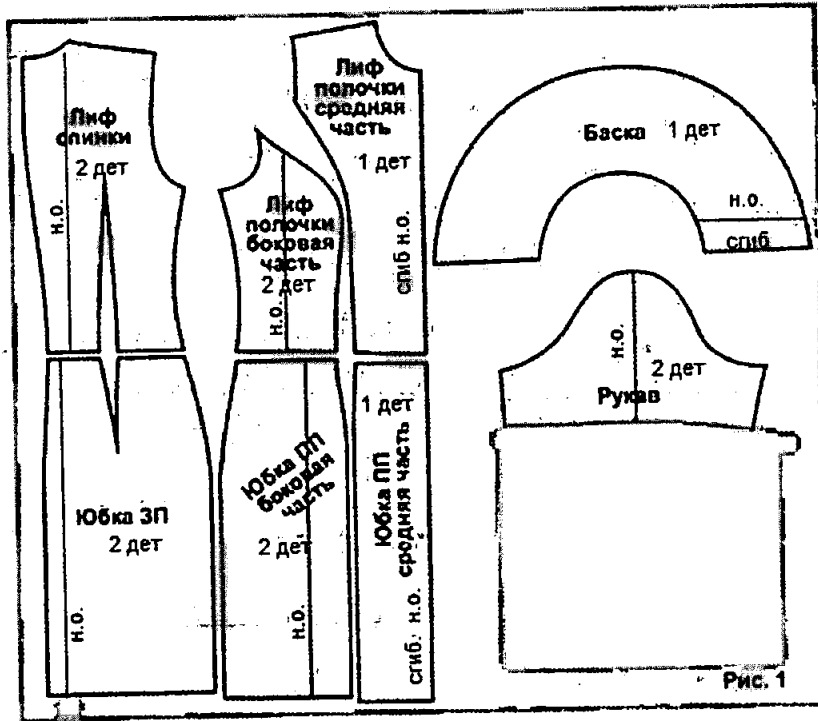 Лиф
спинки
2 дет
н.о.
Лиф
полочки
средняя
часть
1 дет
сгиб н.о.
Лиф
полочки
боковая
часть
2 дет
н.о.
Баска 1 дет
н.о.
сгиб
н.о.
2 дет
Рукав
Юбка ЗП
2 дет
н.о.
Юбка ПП
боковая
часть
2 дет
н.о.
1 дет
Юбка ПП
средняя часть
сгиб. н.о.
Рис. 1